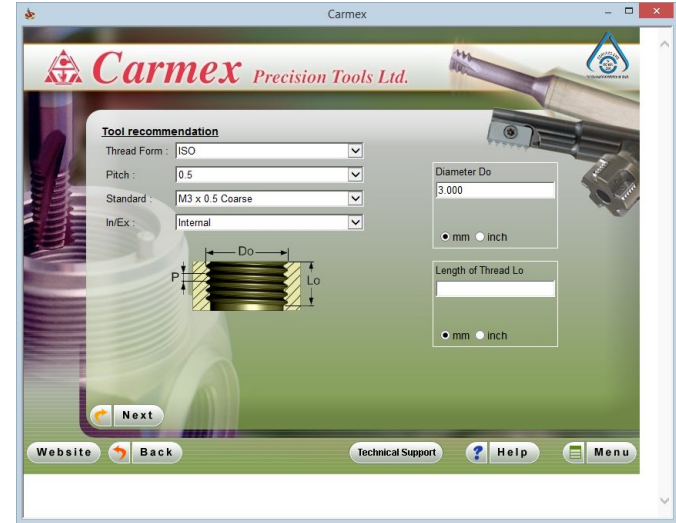 Carmex
Carmex Precision Tools Ltd.
Tool recommendation
Thread Form : ISO
Pitch : 0.5
Standard : M3 x 0.5 Coarse
In/Ex : Internal
Diameter Do
3.000
mm inch
Do
P
Lo
Length of Thread Lo
mm inch
Next
Website
Back
Technical Support
? Help
Menu